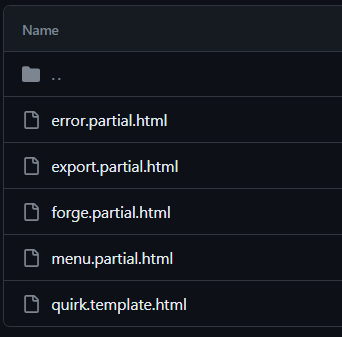 Name
..
error.partial.html
export.partial.html
forge.partial.html
menu.partial.html
quirk.template.html